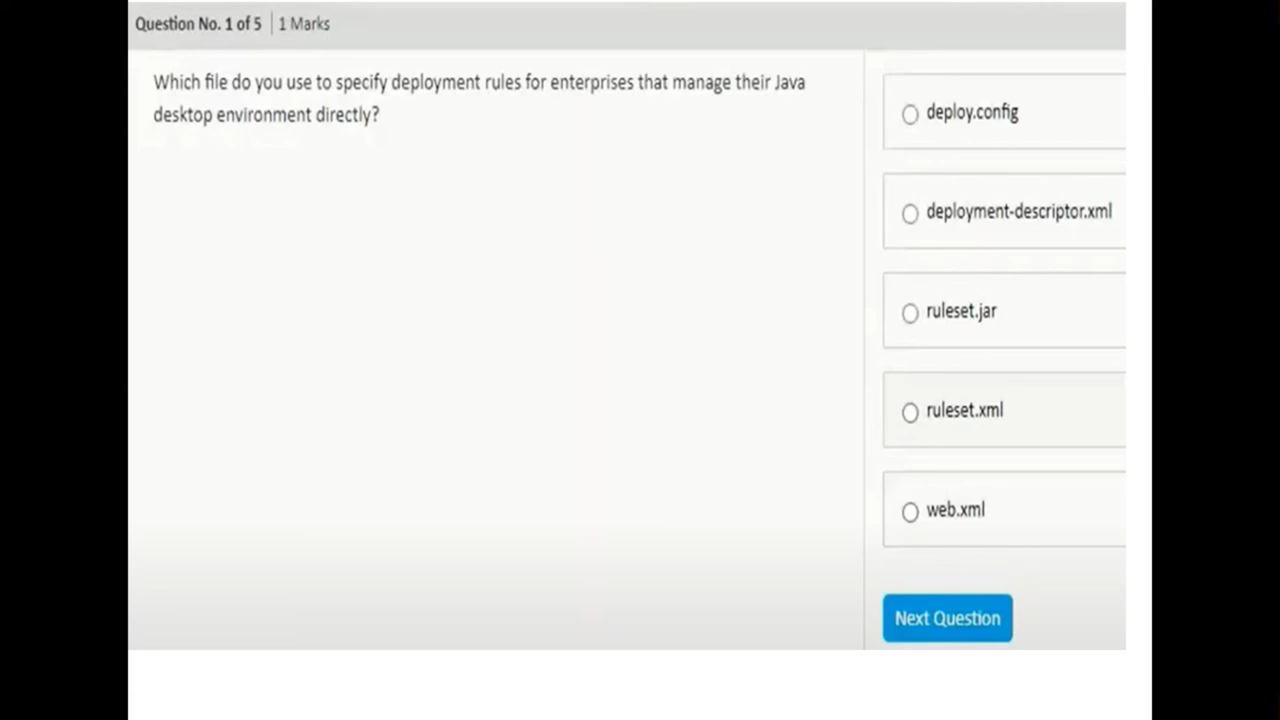 Question No. 1 of 5 | 1 Marks
Which file do you use to specify deployment rules for enterprises that manage their Java
desktop environment directly?
deploy.config
deployment-descriptor.xml
ruleset.jar
ruleset.xml
web.xml
Next Question